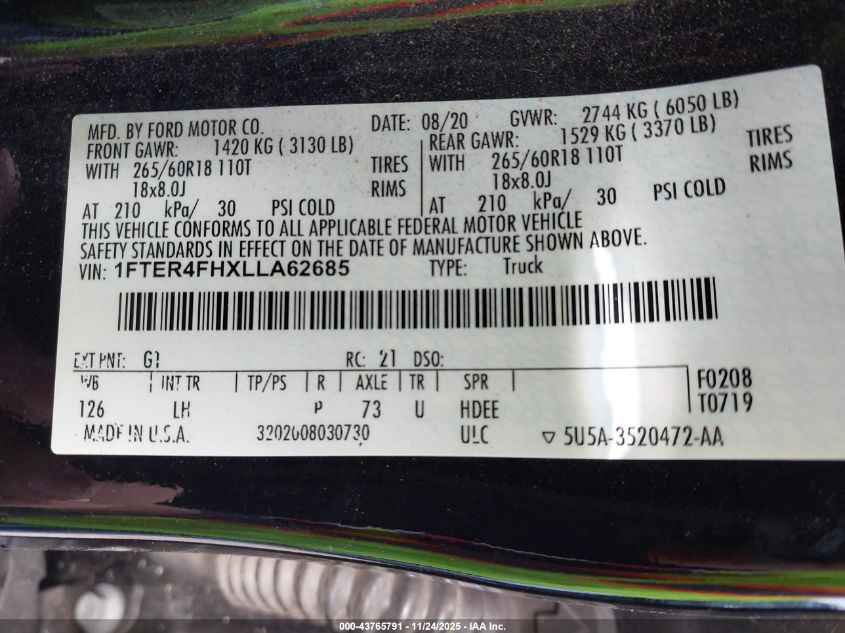 MFD. BY FORD MOTOR CO. DATE: 08/20 GVWR: 2744 KG ( 6050 LB)
FRONT GAWR: 1420 KG ( 3130 LB) REAR GAWR: 1529 KG ( 3370 LB)
WITH 265/60R18 110T TIRES WITH 265/60R18 110T TIRES
18x8.0J RIMS 18x8.0J RIMS
AT 210 kPa/ 30 PSI COLD AT 210 kPa/ 30 PSI COLD
THIS VEHICLE CONFORMS TO ALL APPLICABLE FEDERAL MOTOR VEHICLE
SAFETY STANDARDS IN EFFECT ON THE DATE OF MANUFACTURE SHOWN ABOVE.
VIN: 1FTER4FHXLLA62685 TYPE: Truck
EXT PNT: G1 RC: 21 DSO:
WB INT TR TP/PS R AXLE TR SPR F0208
126 LH P 73 U HDEE T0719
MADE IN U.S.A. 3202008030730 ULC ▽ 5U5A-3520472-AA
000-43765791 - 11/24/2025 - IAA Inc.